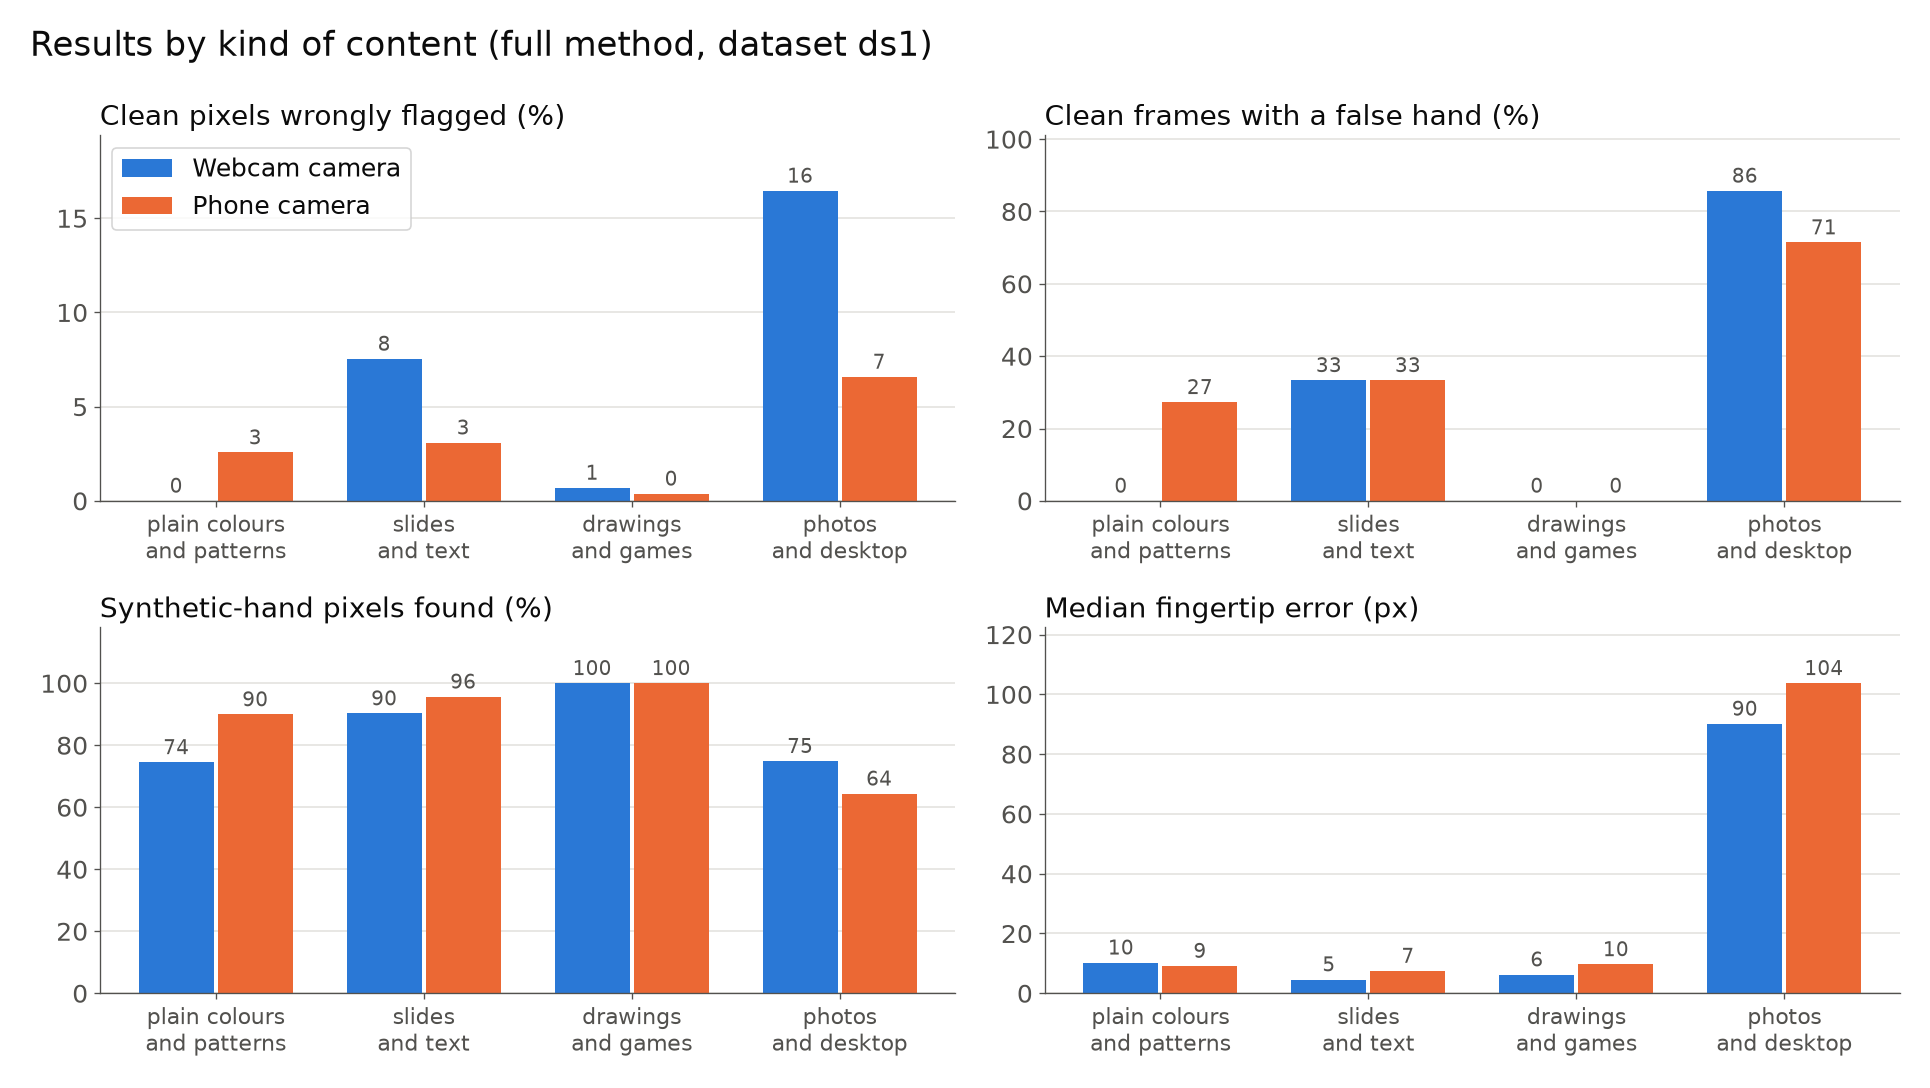 Results by kind of content (full method, dataset ds1)
Clean pixels wrongly flagged (%)
Webcam camera
Phone camera
15
10
5
0
0
3
8
3
1
0
16
7
plain colours
and patterns
slides
and text
drawings
and games
photos
and desktop
Clean frames with a false hand (%)
100
80
60
40
20
0
0
27
33
33
0
0
86
71
plain colours
and patterns
slides
and text
drawings
and games
photos
and desktop
Synthetic-hand pixels found (%)
100
80
60
40
20
0
74
90
90
96
100
100
75
64
plain colours
and patterns
slides
and text
drawings
and games
photos
and desktop
Median fingertip error (px)
120
100
80
60
40
20
0
10
9
5
7
6
10
90
104
plain colours
and patterns
slides
and text
drawings
and games
photos
and desktop